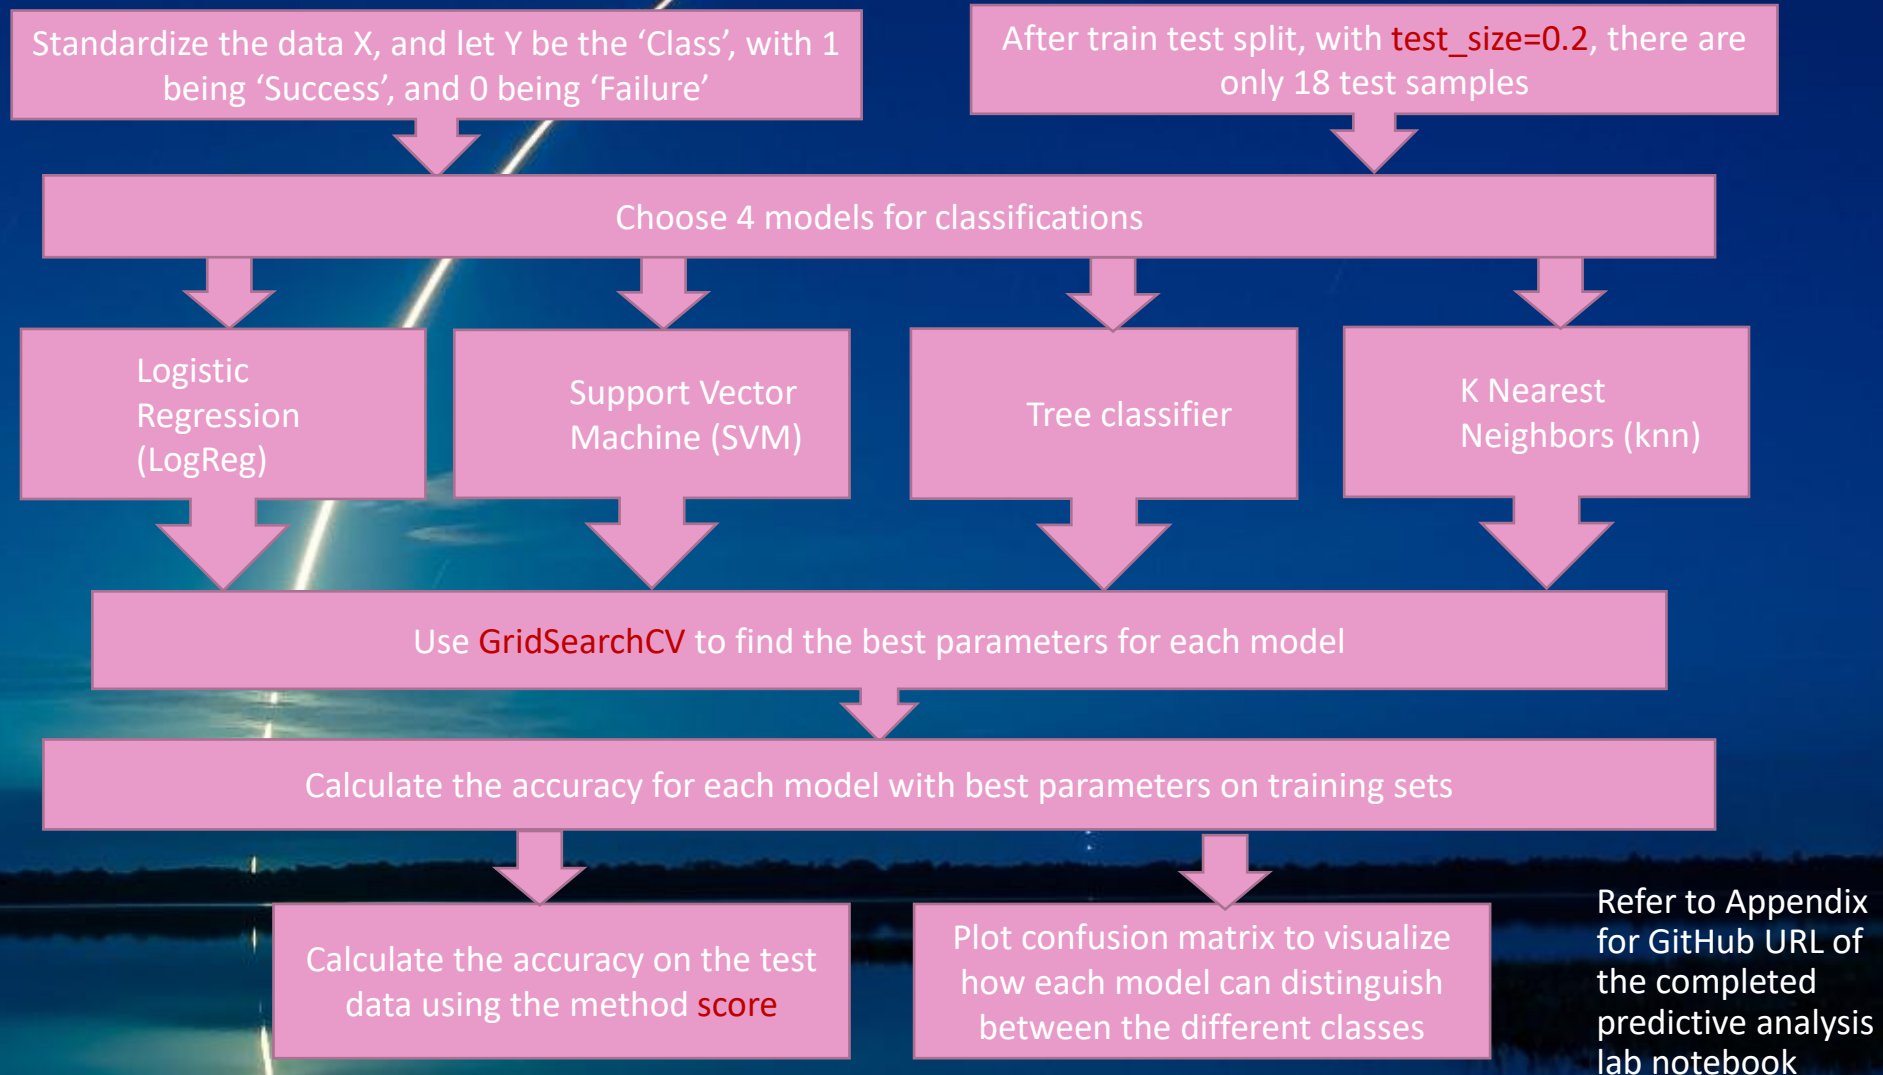 Standardize the data X, and let Y be the ‘Class’, with 1
being ‘Success’, and 0 being ‘Failure’
After train test split, with test_size=0.2, there are
only 18 test samples
Choose 4 models for classifications
Logistic
Regression
(LogReg)
Support Vector
Machine (SVM)
Tree classifier
K Nearest
Neighbors (knn)
Use GridSearchCV to find the best parameters for each model
Calculate the accuracy for each model with best parameters on training sets
Calculate the accuracy on the test
data using the method score
Plot confusion matrix to visualize
how each model can distinguish
between the different classes
Refer to Appendix
for GitHub URL of
the completed
predictive analysis
lab notebook